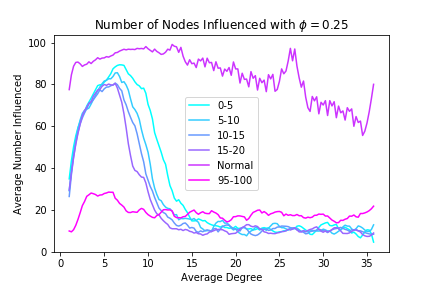 Number of Nodes Influenced with ϕ = 0.25
Average Number Influenced
100
80
60
40
20
0
0-5
5-10
10-15
15-20
Normal
95-100
0 5 10 15 20 25 30 35
Average Degree